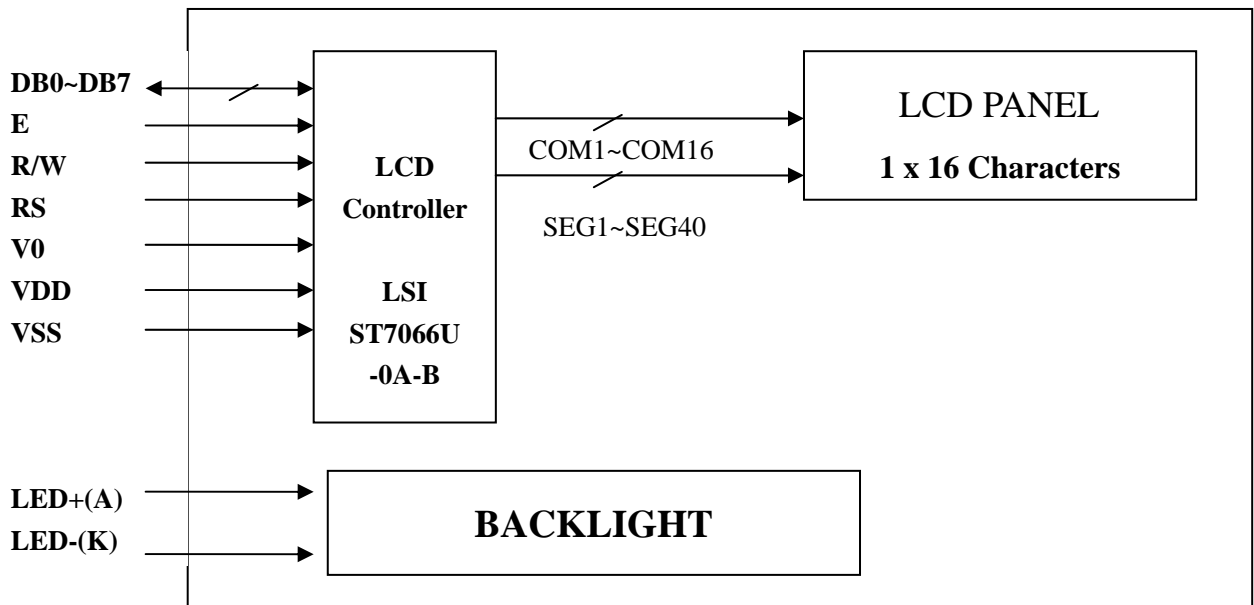 DB0~DB7
E
R/W
RS
V0
VDD
VSS
LCD
Controller
LSI
ST7066U
-0A-B
COM1~COM16
SEG1~SEG40
LCD PANEL
1 x 16 Characters
LED+(A)
LED-(K)
BACKLIGHT